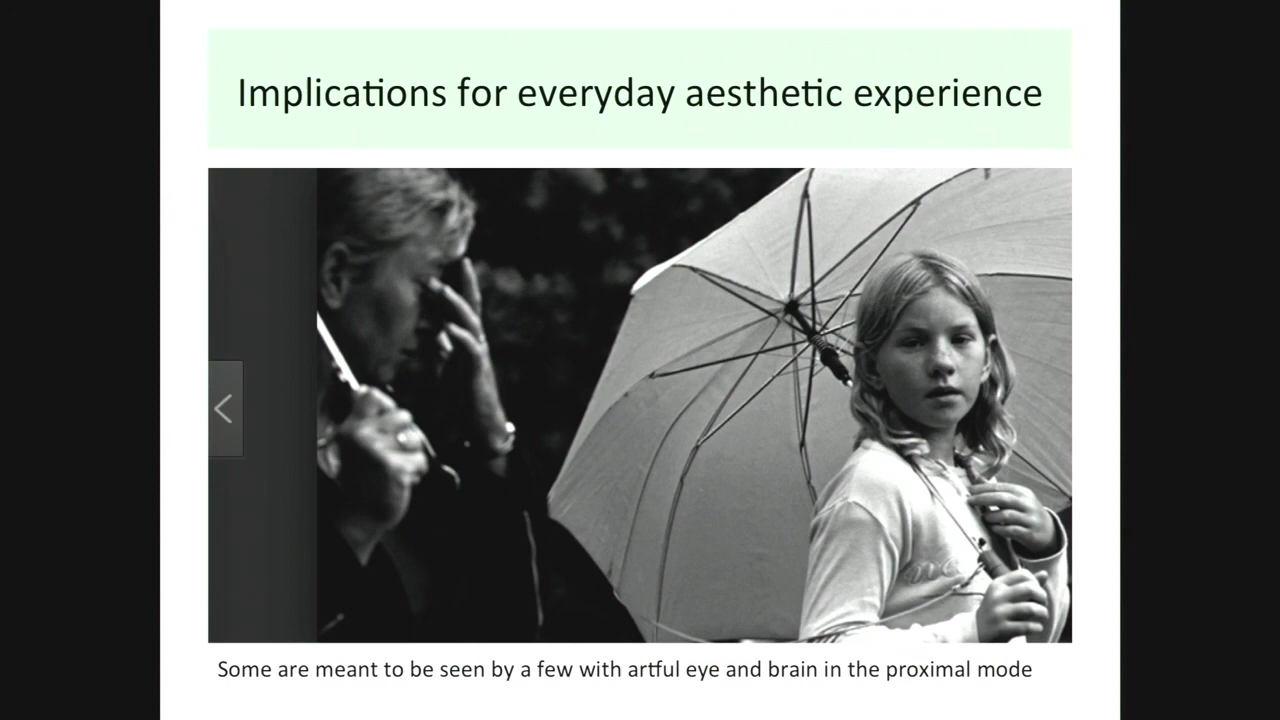 Implications for everyday aesthetic experience
Some are meant to be seen by a few with artful eye and brain in the proximal mode